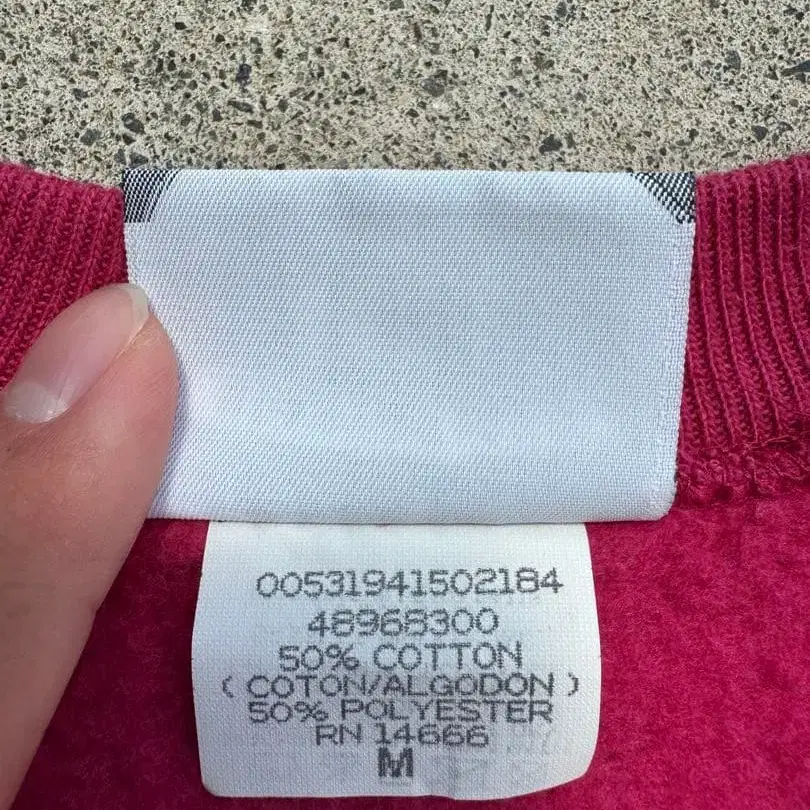 00531941502184
48968300
50% COTTON
( COTON/ALGODON )
50% POLYESTER
RN 14666
M